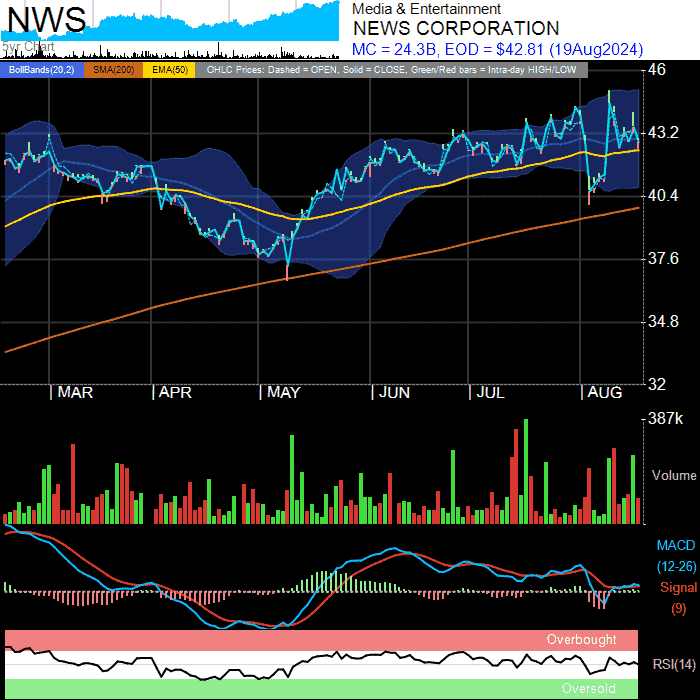 NWS
5yr Chart
Media & Entertainment
NEWS CORPORATION
MC = 24.3B, EOD = $42.81 (19Aug2024)
BollBands(20,2) SMA(200) EMA(50) OHLC Prices: Dashed = OPEN, Solid = CLOSE, Green/Red bars = Intra-day HIGH/LOW
46
43.2
40.4
37.6
34.8
32
MAR APR MAY JUN JUL AUG
387k
Volume
MACD
(12-26)
Signal
(9)
Overbought
RSI(14)
Oversold